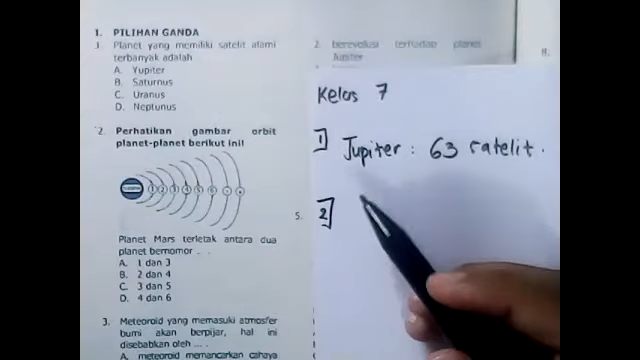 1. PILIHAN GANDA
1. Planet yang memiliki satelit alami
terbanyak adalah
A. Yupiter
B. Saturnus
C. Uranus
D. Neptunus
2. Perhatikan gambar orbit
planet-planet berikut ini!
Planet Mars terletak antara dua
planet bernomor . . .
A. 1 dan 3
B. 2 dan 4
C. 3 dan 5
D. 4 dan 6
3. Meteoroid yang memasuki atmosfer
bumi akan berpijar, hal ini
disebabkan oleh ... .
A. meteoroid memancarkan cahaya
2. berevolusi terhadap planet
Jupiter
5.
Kelas 7
1] Jupiter : 63 satelit.
2]